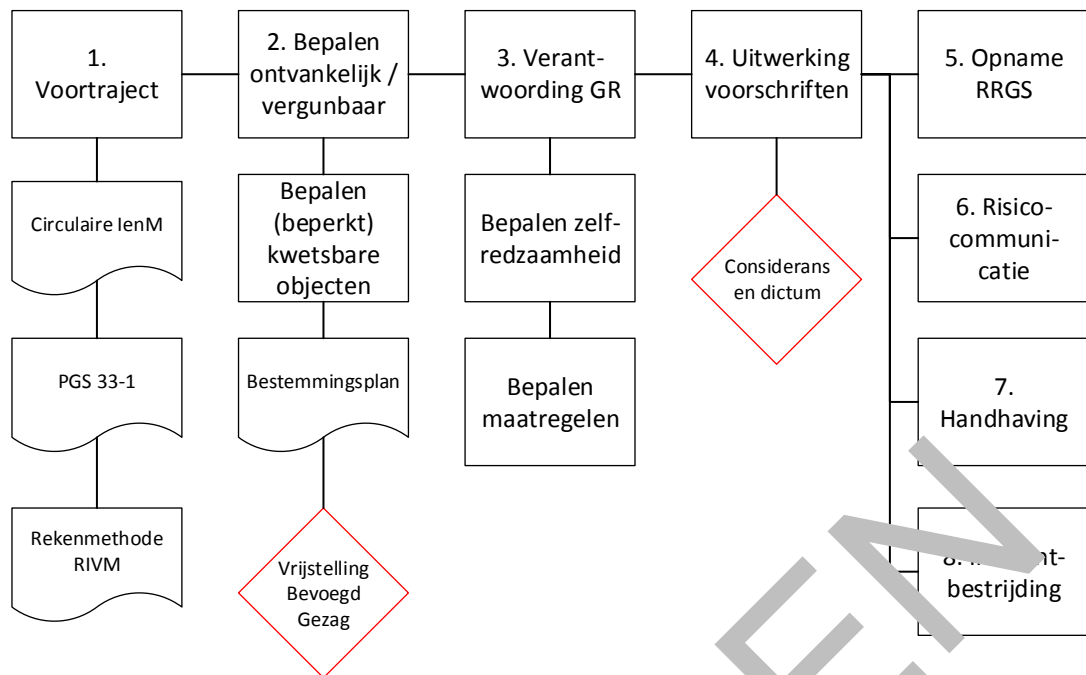 1.
Voortraject
2. Bepalen
ontvankelijk /
vergunbaar
3. Verant-
woording GR
4. Uitwerking
voorschriften
5. Opname
RRGS
Circulaire IenM
Bepalen
(beperkt)
kwetsbare
objecten
Bepalen zelf-
redzaamheid
Considerans
en dictum
6. Risico-
communi-
catie
PGS 33-1
Bestemmingsplan
Bepalen
maatregelen
7.
Handhaving
Rekenmethode
RIVM
Vrijstelling
Bevoegd
Gezag
8.
bestrijding
EN